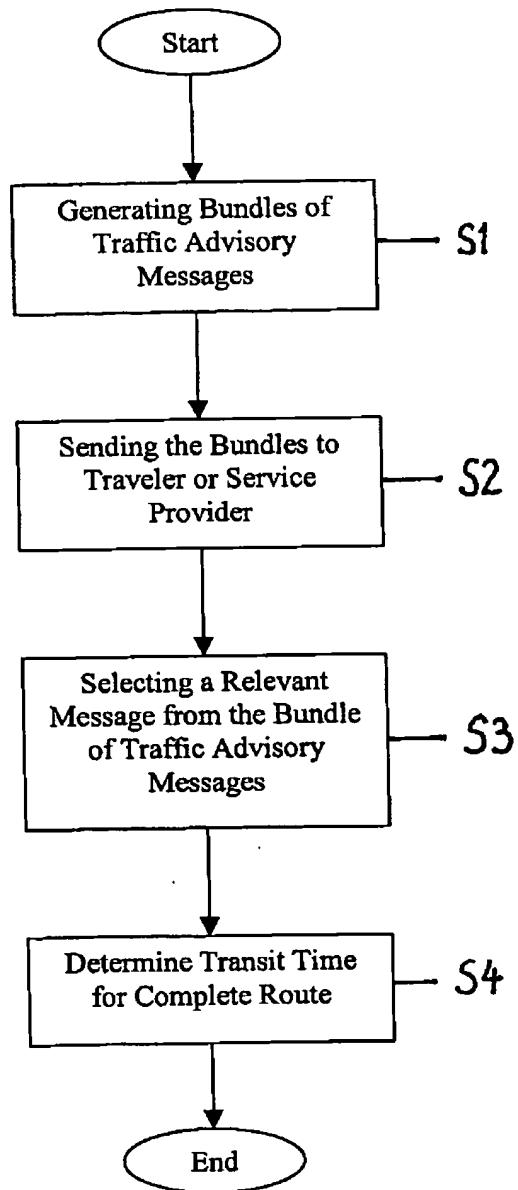 Start
Generating Bundles of
Traffic Advisory
Messages
S1
Sending the Bundles to
Traveler or Service
Provider
S2
Selecting a Relevant
Message from the Bundle
of Traffic Advisory
Messages
S3
Determine Transit Time
for Complete Route
S4
End